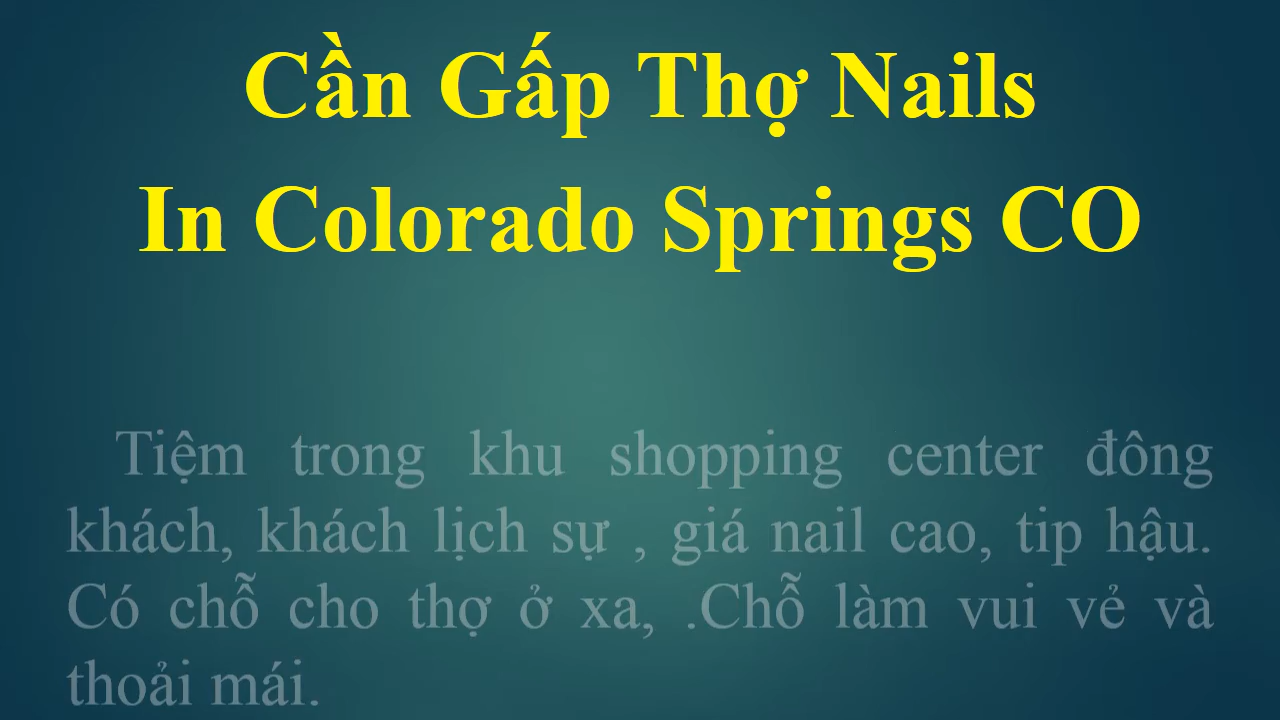 Cần Gấp Thợ Nails
In Colorado Springs CO
Tiệm trong khu shopping center đông
khách, khách lịch sự , giá nail cao, tip hậu.
Có chỗ cho thợ ở xa, .Chỗ làm vui vẻ và
thoải mái.